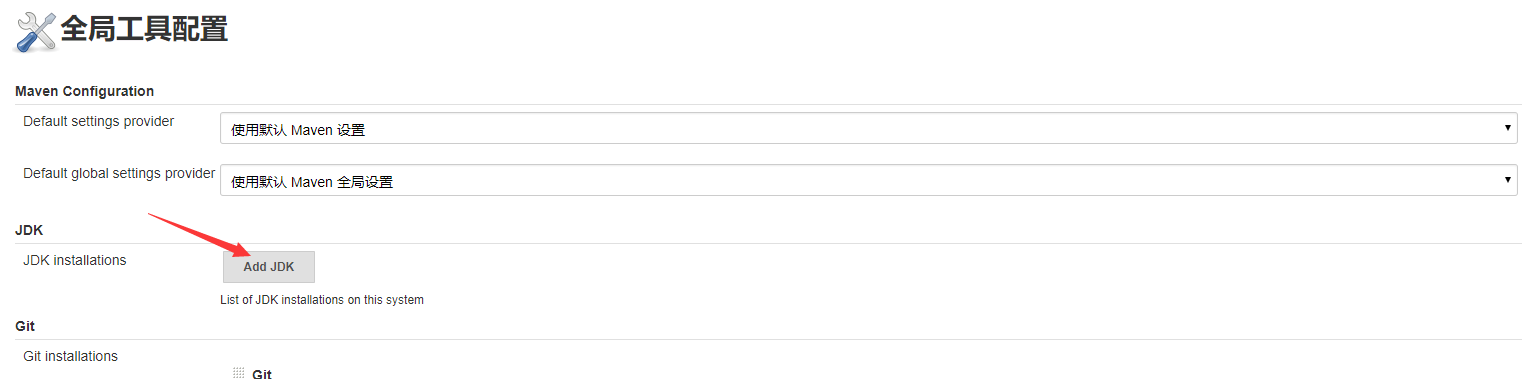 全局工具配置
Maven Configuration
Default settings provider
使用默认 Maven 设置
Default global settings provider
使用默认 Maven 全局设置
JDK
JDK installations
Add JDK
List of JDK installations on this system
Git
Git installations
Git